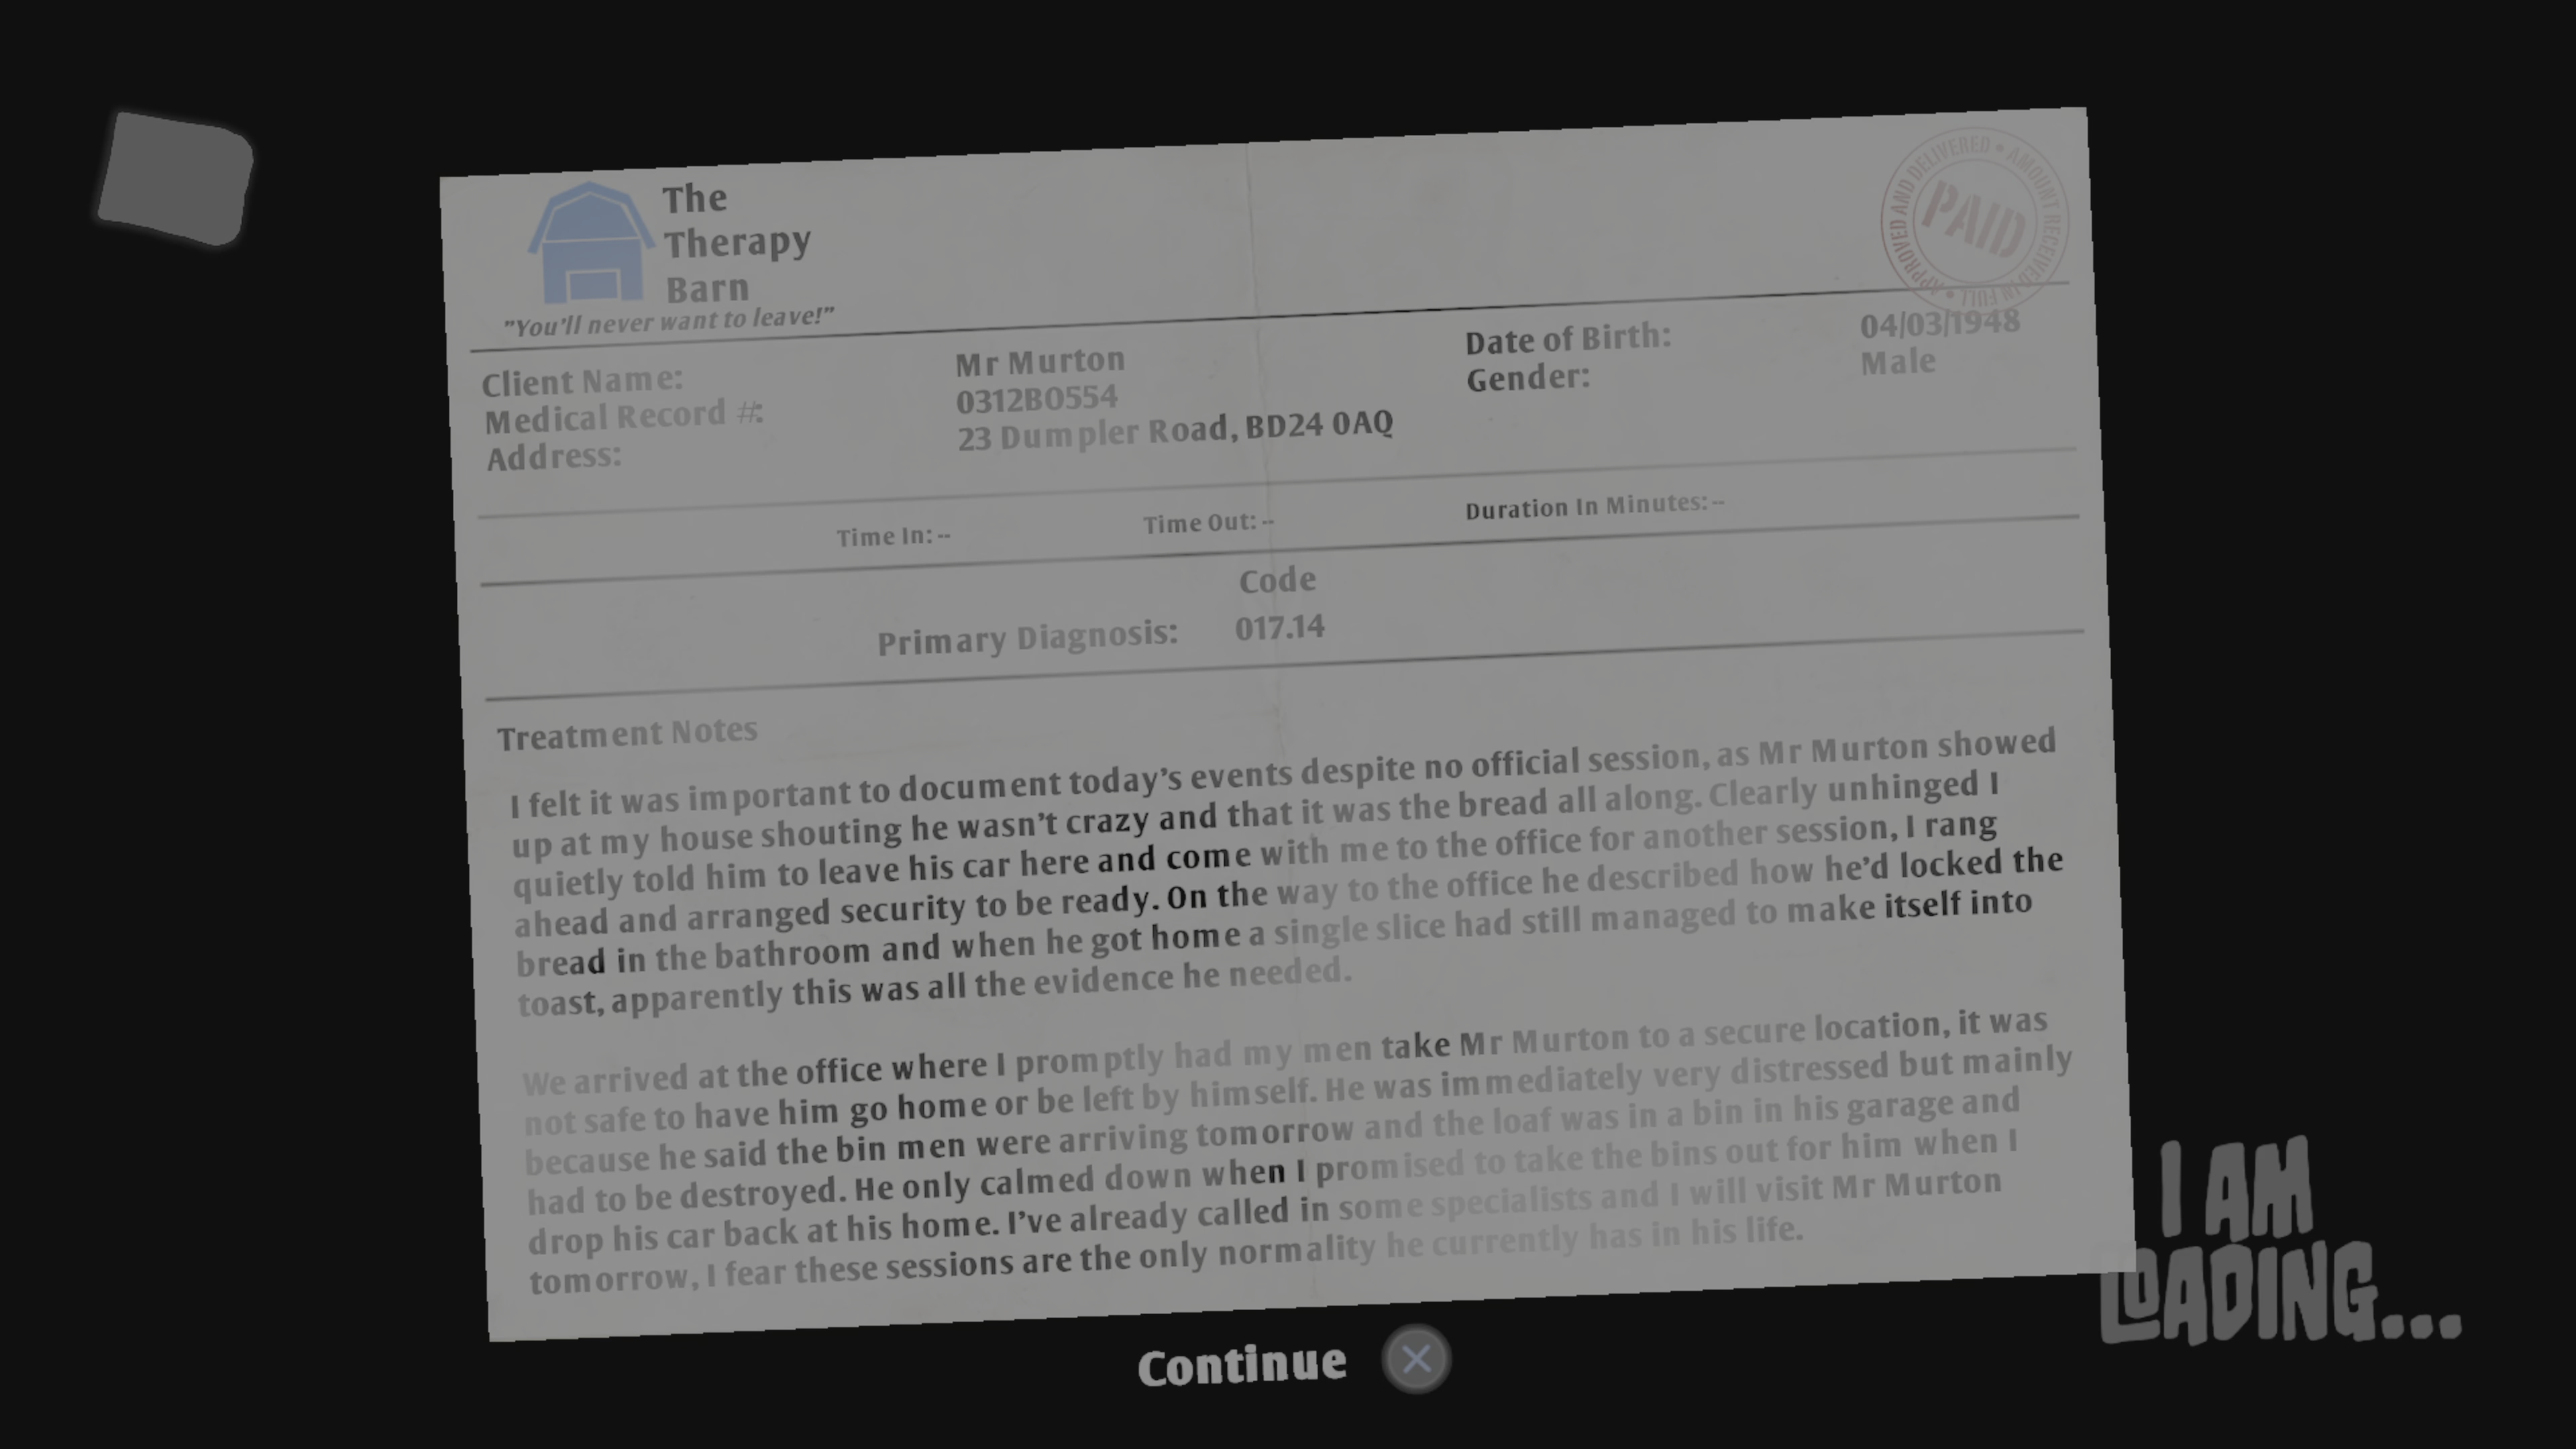 The
Therapy
Barn
"You'll never want to leave!"
APPROVED AND DELIVERED • AMOUNT RECEIVED IN FULL •
PAID
Client Name: Mr Murton Date of Birth: 04/03/1948
Medical Record #: 0312BO554 Gender: Male
Address: 23 Dumpler Road, BD24 0AQ
Time In: -- Time Out: -- Duration In Minutes: --
Code
Primary Diagnosis: 017.14
Treatment Notes
I felt it was important to document today's events despite no official session, as Mr Murton showed
up at my house shouting he wasn't crazy and that it was the bread all along. Clearly unhinged I
quietly told him to leave his car here and come with me to the office for another session, I rang
ahead and arranged security to be ready. On the way to the office he described how he'd locked the
bread in the bathroom and when he got home a single slice had still managed to make itself into
toast, apparently this was all the evidence he needed.
We arrived at the office where I promptly had my men take Mr Murton to a secure location, it was
not safe to have him go home or be left by himself. He was immediately very distressed but mainly
because he said the bin men were arriving tomorrow and the loaf was in a bin in his garage and
had to be destroyed. He only calmed down when I promised to take the bins out for him when I
drop his car back at his home. I've already called in some specialists and I will visit Mr Murton
tomorrow, I fear these sessions are the only normality he currently has in his life.
I AM
LOADING...
Continue